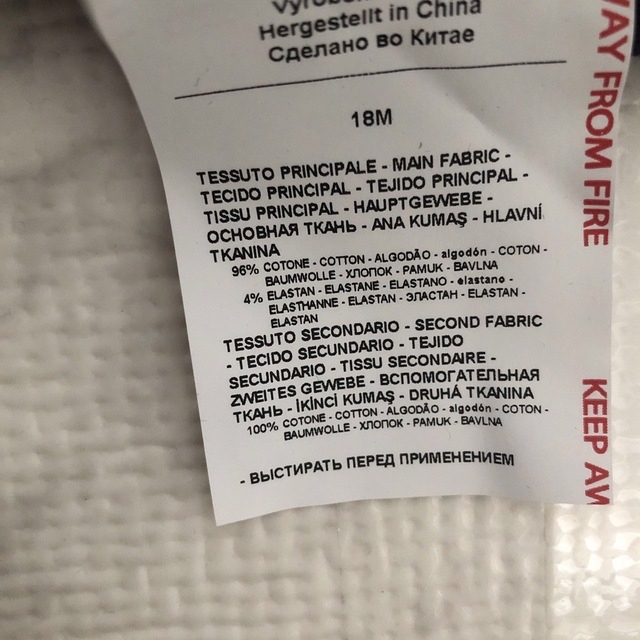 Hergestellt in China
Сделано во Китае
18M
TESSUTO PRINCIPALE - MAIN FABRIC -
TECIDO PRINCIPAL - TEJIDO PRINCIPAL -
TISSU PRINCIPAL - HAUPTGEWEBE -
ОСНОВНАЯ ТКАНЬ - ANA KUMAŞ - HLAVNÍ
TKANINA
96% COTONE - COTTON - ALGODÃO - algodón - COTON -
BAUMWOLLE - ХЛОПОК - PAMUK - BAVLNA
4% ELASTAN - ELASTANE - ELASTANO - elastano -
ELASTHANNE - ELASTAN - ЭЛАСТАН - ELASTAN -
ELASTAN
TESSUTO SECONDARIO - SECOND FABRIC
- TECIDO SECUNDARIO - TEJIDO
SECUNDARIO - TISSU SECONDAIRE -
ZWEITES GEWEBE - ВСПОМОГАТЕЛЬНАЯ
ТКАНЬ - İKİNCİ KUMAŞ - DRUHÁ TKANINA
100% COTONE - COTTON - ALGODÃO - algodón - COTON -
BAUMWOLLE - ХЛОПОК - PAMUK - BAVLNA
- ВЫСТИРАТЬ ПЕРЕД ПРИМЕНЕНИЕМ
WAY FROM FIRE
KEEP AW